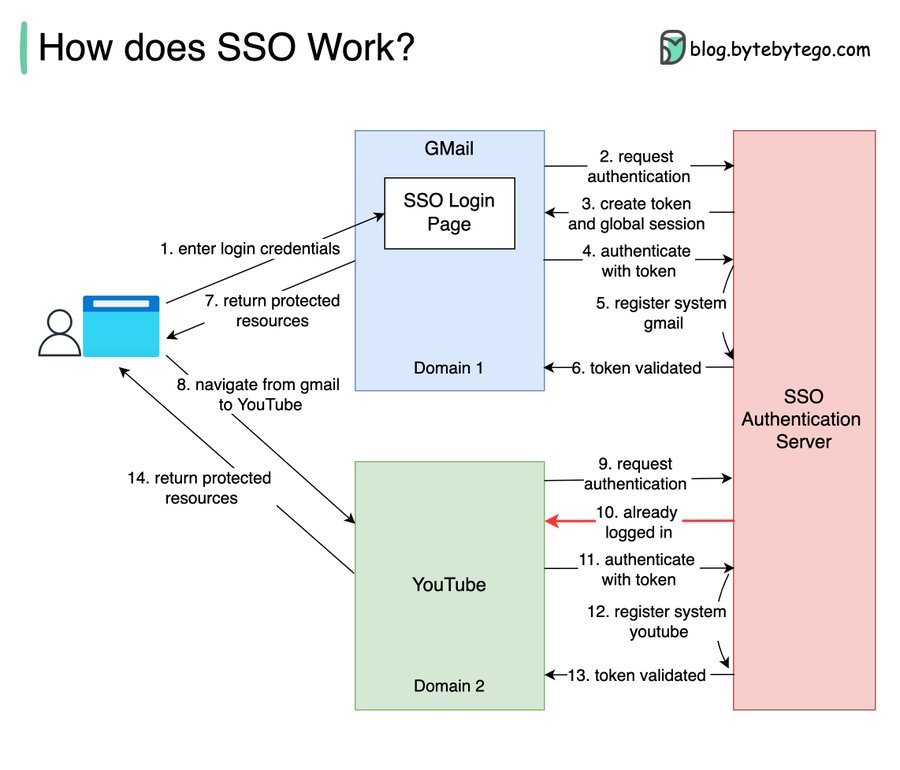 How does SSO Work?
blog.bytebytego.com
GMail
SSO Login
Page
Domain 1
1. enter login credentials
2. request
authentication
3. create token
and global session
4. authenticate
with token
5. register system
gmail
6. token validated
7. return protected
resources
8. navigate from gmail
to YouTube
SSO
Authentication
Server
YouTube
Domain 2
9. request
authentication
10. already
logged in
11. authenticate
with token
12. register system
youtube
13. token validated
14. return protected
resources